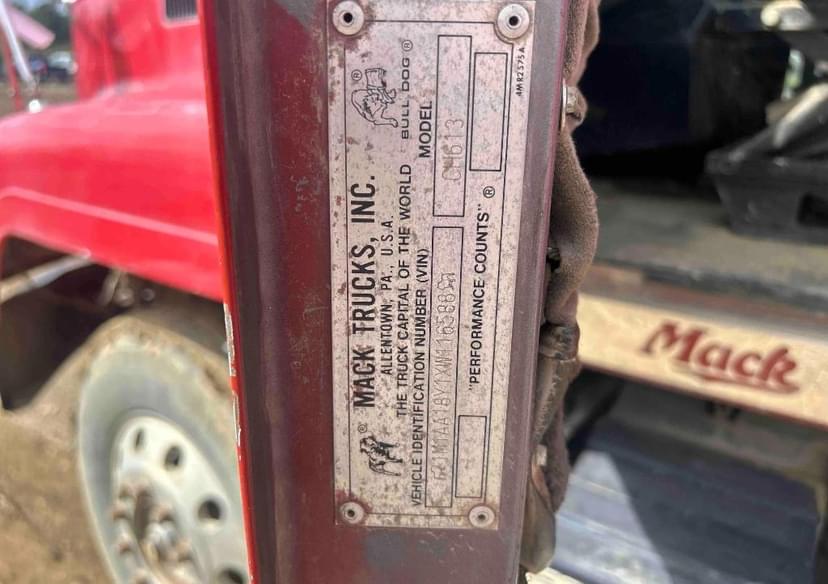 MACK TRUCKS, INC.
ALLENTOWN, PA., U.S.A.
THE TRUCK CAPITAL OF THE WORLD
BULL DOG ®
VEHICLE IDENTIFICATION NUMBER (VIN)
MODEL
CH613
"PERFORMANCE COUNTS" ®
4MR2575A
Mack